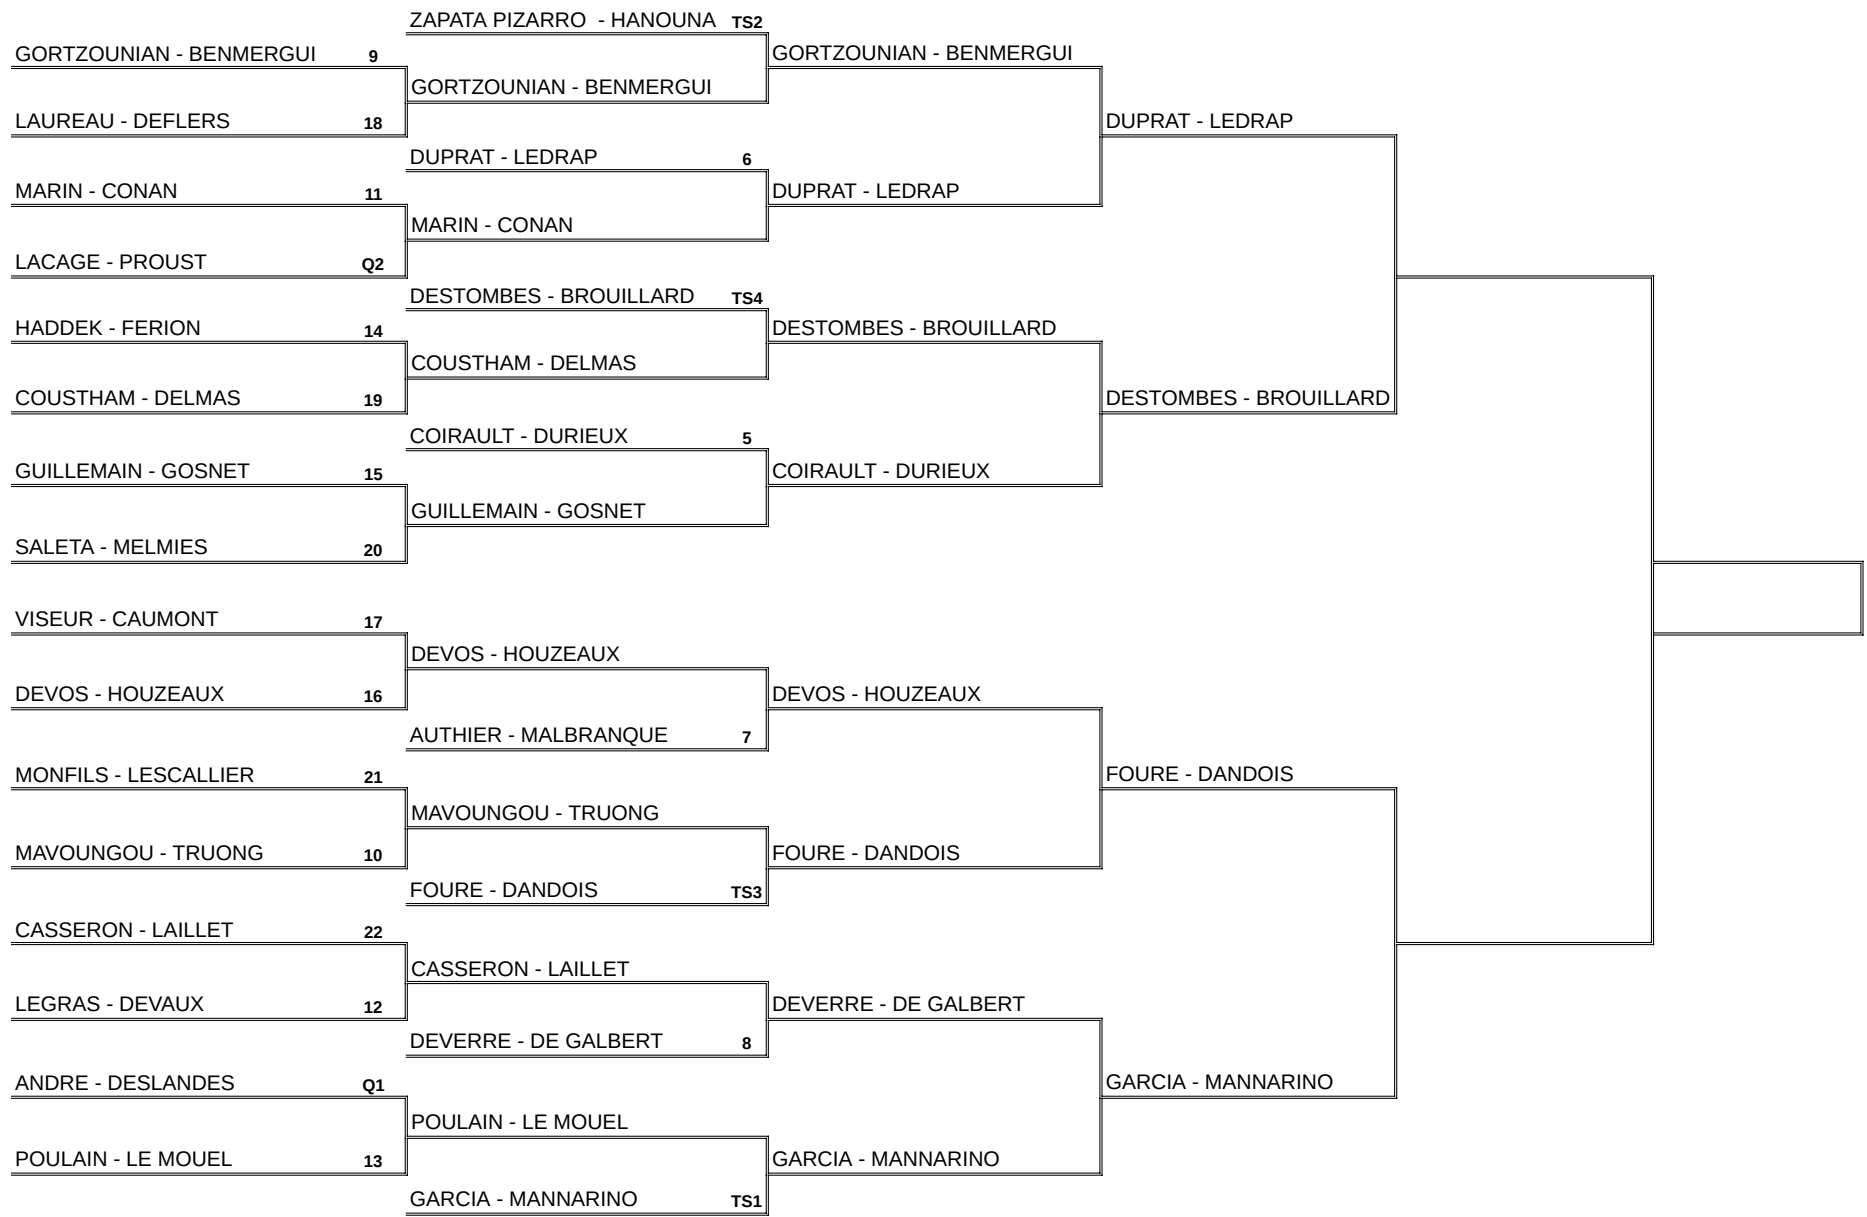 ZAPATA PIZARRO - HANOUNA TS2
GORTZOUNIAN - BENMERGUI 9
GORTZOUNIAN - BENMERGUI
GORTZOUNIAN - BENMERGUI
LAUREAU - DEFLERS 18
DUPRAT - LEDRAP
DUPRAT - LEDRAP 6
MARIN - CONAN 11
DUPRAT - LEDRAP
MARIN - CONAN
LACAGE - PROUST Q2
DESTOMBES - BROUILLARD TS4
HADDEK - FERION 14
DESTOMBES - BROUILLARD
COUSTHAM - DELMAS
COUSTHAM - DELMAS 19
DESTOMBES - BROUILLARD
COIRAULT - DURIEUX 5
GUILLEMAIN - GOSNET 15
COIRAULT - DURIEUX
GUILLEMAIN - GOSNET
SALETA - MELMIES 20
VISEUR - CAUMONT 17
DEVOS - HOUZEAUX
DEVOS - HOUZEAUX 16
DEVOS - HOUZEAUX
AUTHIER - MALBRANQUE 7
MONFILS - LESCALLIER 21
FOURE - DANDOIS
MAVOUNGOU - TRUONG
MAVOUNGOU - TRUONG 10
FOURE - DANDOIS
FOURE - DANDOIS TS3
CASSERON - LAILLET 22
CASSERON - LAILLET
LEGRAS - DEVAUX 12
DEVERRE - DE GALBERT
DEVERRE - DE GALBERT 8
ANDRE - DESLANDES Q1
GARCIA - MANNARINO
POULAIN - LE MOUEL
POULAIN - LE MOUEL 13
GARCIA - MANNARINO
GARCIA - MANNARINO TS1